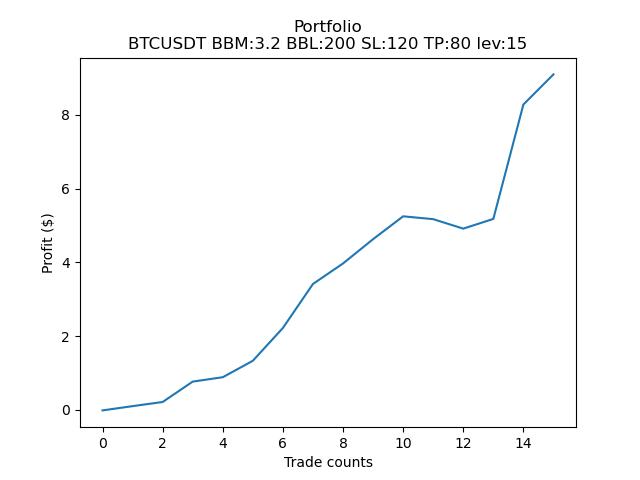 Portfolio
BTCUSDT BBM:3.2 BBL:200 SL:120 TP:80 lev:15
8
6
4
2
0
Profit ($)
0 2 4 6 8 10 12 14
Trade counts